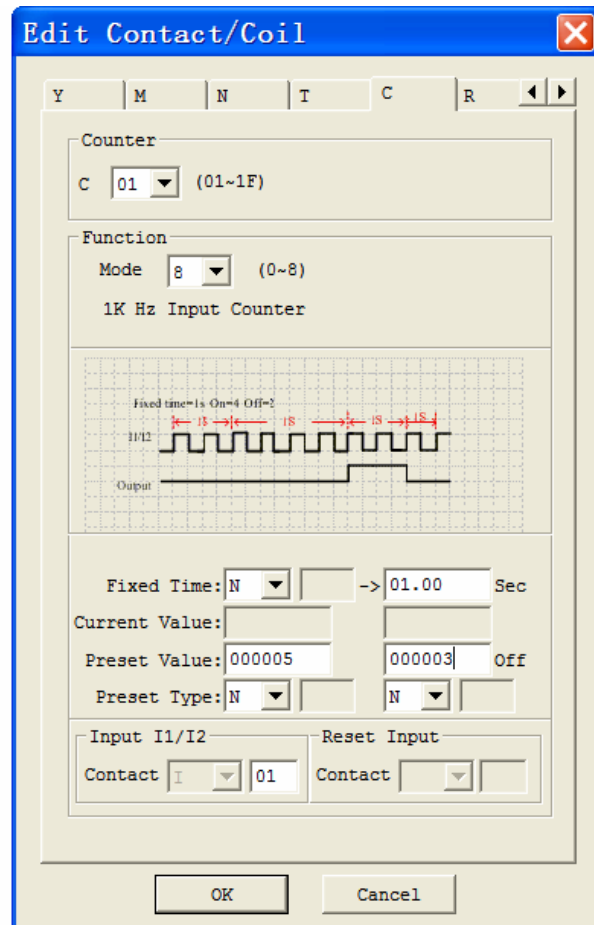 Edit Contact/Coil
Y M N T C R
Counter
C 01 (01~1F)
Function
Mode 8 (0~8)
1K Hz Input Counter
Fixed time=1s On=4 Off=2
1S 1S 1S 1S
I1/I2
Output
Fixed Time: N -> 01.00 Sec
Current Value:
Preset Value: 000005 000003 Off
Preset Type: N N
Input I1/I2 Reset Input
Contact I 01 Contact
OK Cancel